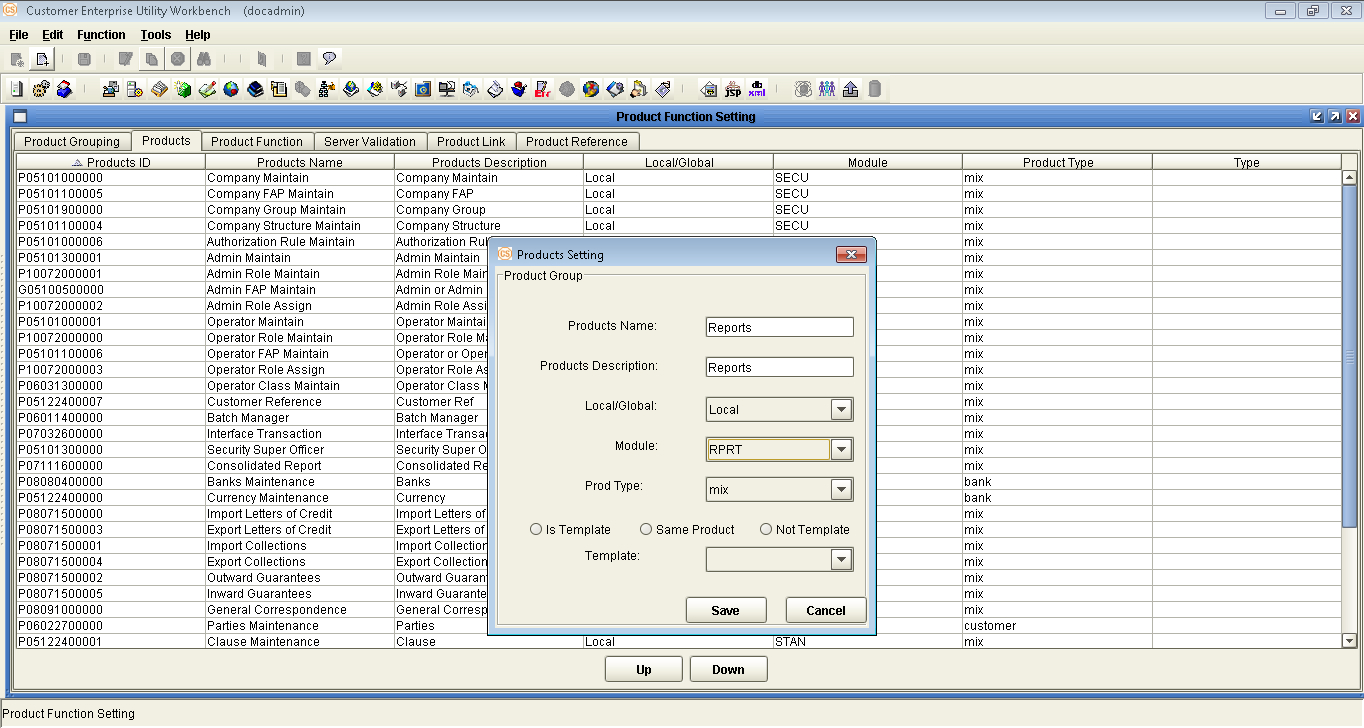 CS Customer Enterprise Utility Workbench (docadmin)
File Edit Function Tools Help
JSP xml
Product Function Setting
Product Grouping Products Product Function Server Validation Product Link Product Reference
Products ID Products Name Products Description Local/Global Module Product Type Type
P05101000000 Company Maintain Company Maintain Local SECU mix
P05101100005 Company FAP Maintain Company FAP Local SECU mix
P05101900000 Company Group Maintain Company Group Local SECU mix
P05101100004 Company Structure Maintain Company Structure Local SECU mix
P05101000006 Authorization Rule Maintain Authorization Rul mix
P05101300001 Admin Maintain Admin Maintain mix
P10072000001 Admin Role Maintain Admin Role Main mix
G05100500000 Admin FAP Maintain Admin or Admin mix
P10072000002 Admin Role Assign Admin Role Assi mix
P05101000001 Operator Maintain Operator Maintai mix
P10072000000 Operator Role Maintain Operator Role Ma mix
P05101100006 Operator FAP Maintain Operator or Oper mix
P10072000003 Operator Role Assign Operator Role As mix
P06031300000 Operator Class Maintain Operator Class M mix
P05122400007 Customer Reference Customer Ref mix
P06011400000 Batch Manager Batch Manager mix
P07032600000 Interface Transaction Interface Transa mix
P05101300000 Security Super Officer Security Super O mix
P07111600000 Consolidated Report Consolidated Re mix
P08080400000 Banks Maintenance Banks bank
P05122400000 Currency Maintenance Currency bank
P08071500000 Import Letters of Credit Import Letters of mix
P08071500003 Export Letters of Credit Export Letters of mix
P08071500001 Import Collections Import Collection mix
P08071500004 Export Collections Export Collection mix
P08071500002 Outward Guarantees Outward Guaran mix
P08071500005 Inward Guarantees Inward Guarante mix
P08091000000 General Correspondence General Corresp mix
P06022700000 Parties Maintenance Parties customer
P05122400001 Clause Maintenance Clause Local STAN mix
CS Products Setting
Product Group
Products Name: Reports
Products Description: Reports
Local/Global: Local
Module: RPRT
Prod Type: mix
Is Template Same Product Not Template
Template:
Save Cancel
Up Down
Product Function Setting